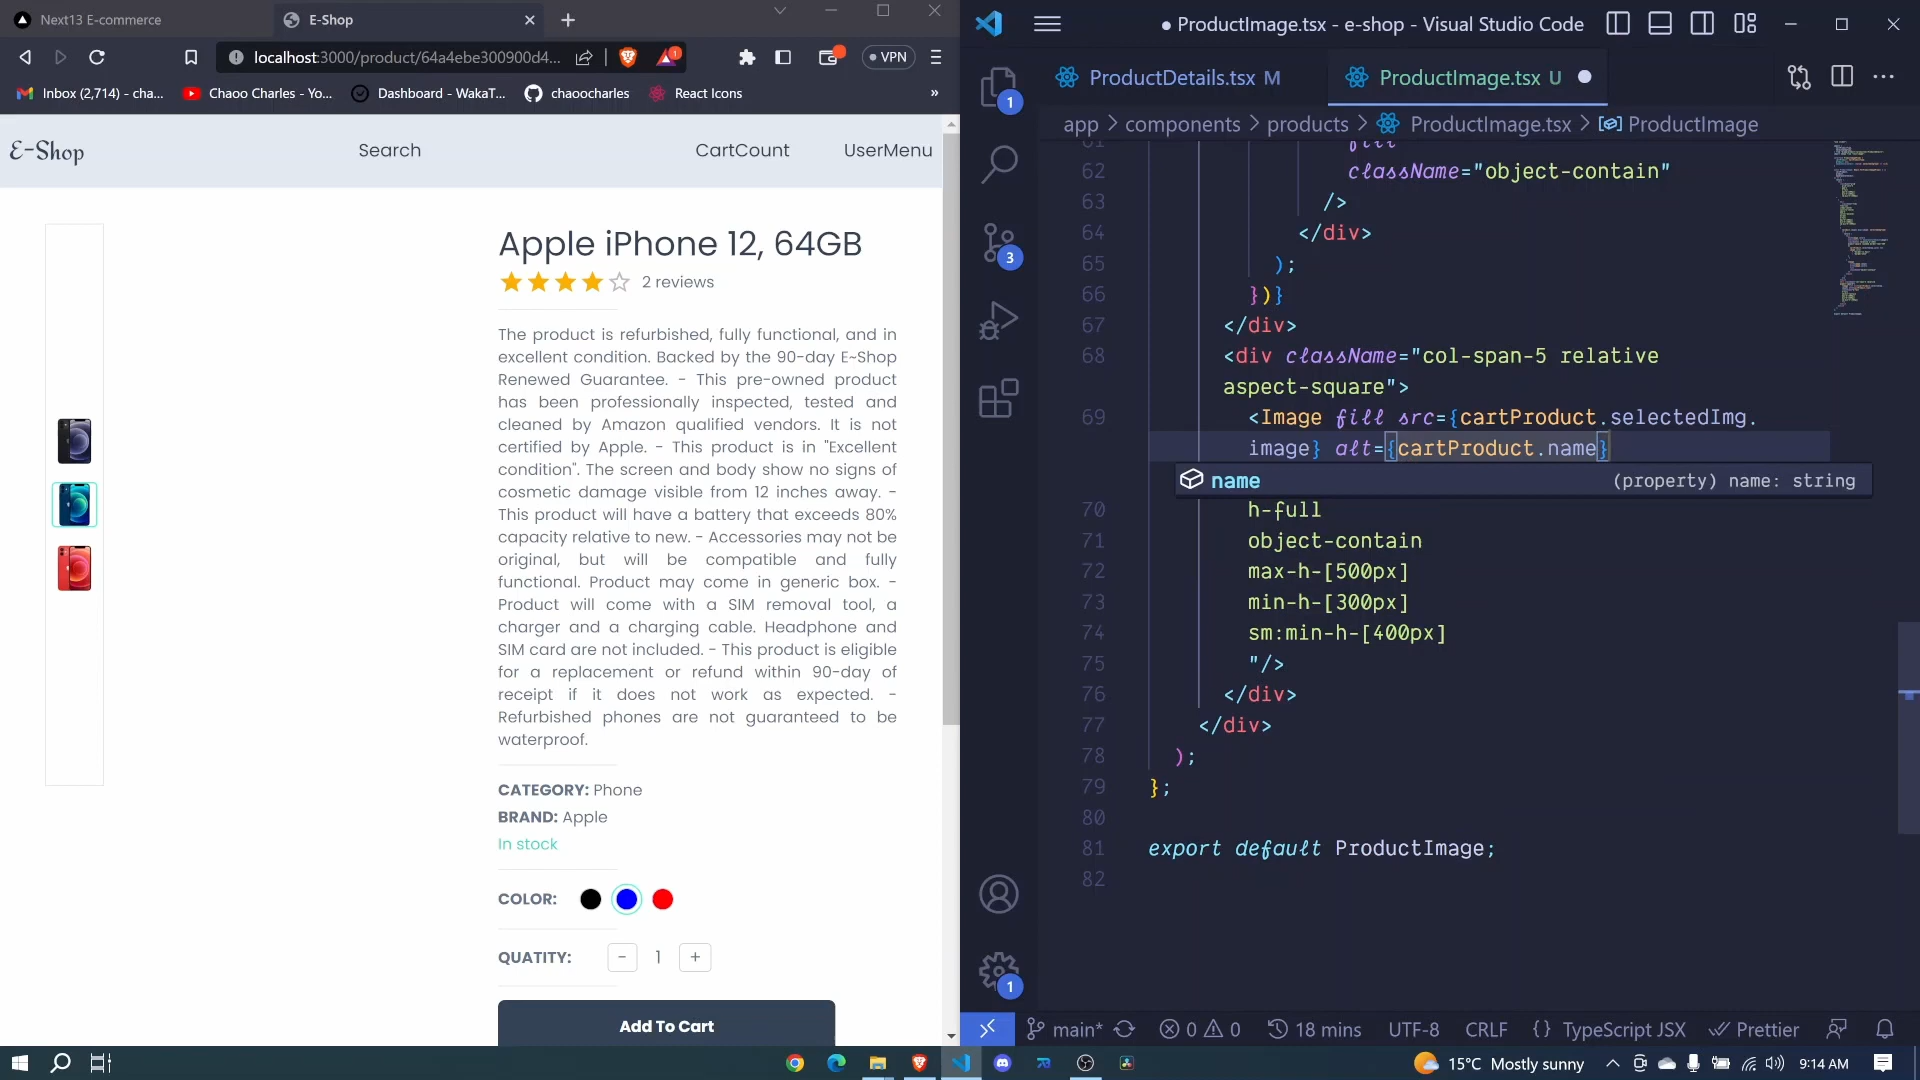 Next13 E-commerce
E-Shop
localhost:3000/product/64a4ebe300900d4...
1
VPN
Inbox (2,714) - cha...
Chaoo Charles - Yo...
Dashboard - WakaT...
chaoocharles
React Icons
»
E-Shop
Search
CartCount
UserMenu
Apple iPhone 12, 64GB
2 reviews
The product is refurbished, fully functional, and in
excellent condition. Backed by the 90-day E~Shop
Renewed Guarantee. - This pre-owned product
has been professionally inspected, tested and
cleaned by Amazon qualified vendors. It is not
certified by Apple. - This product is in "Excellent
condition". The screen and body show no signs of
cosmetic damage visible from 12 inches away. -
This product will have a battery that exceeds 80%
capacity relative to new. - Accessories may not be
original, but will be compatible and fully
functional. Product may come in generic box. -
Product will come with a SIM removal tool, a
charger and a charging cable. Headphone and
SIM card are not included. - This product is eligible
for a replacement or refund within 90-day of
receipt if it does not work as expected. -
Refurbished phones are not guaranteed to be
waterproof.
CATEGORY: Phone
BRAND: Apple
In stock
COLOR:
QUATITY: - 1 +
Add To Cart
● ProductImage.tsx - e-shop - Visual Studio Code
ProductDetails.tsx M
ProductImage.tsx U
app > components > products > ProductImage.tsx > ProductImage
1
3
1
61 fill
62 className="object-contain"
63 />
64 </div>
65 );
66 })}
67 </div>
68 <div className="col-span-5 relative
aspect-square">
69 <Image fill src={cartProduct.selectedImg.
image} alt={cartProduct.name}
name (property) name: string
70 h-full
71 object-contain
72 max-h-[500px]
73 min-h-[300px]
74 sm:min-h-[400px]
75 "/>
76 </div>
77 </div>
78 );
79 };
80
81 export default ProductImage;
82
main* 0 0 18 mins UTF-8 CRLF {} TypeScript JSX Prettier
15°C Mostly sunny
9:14 AM